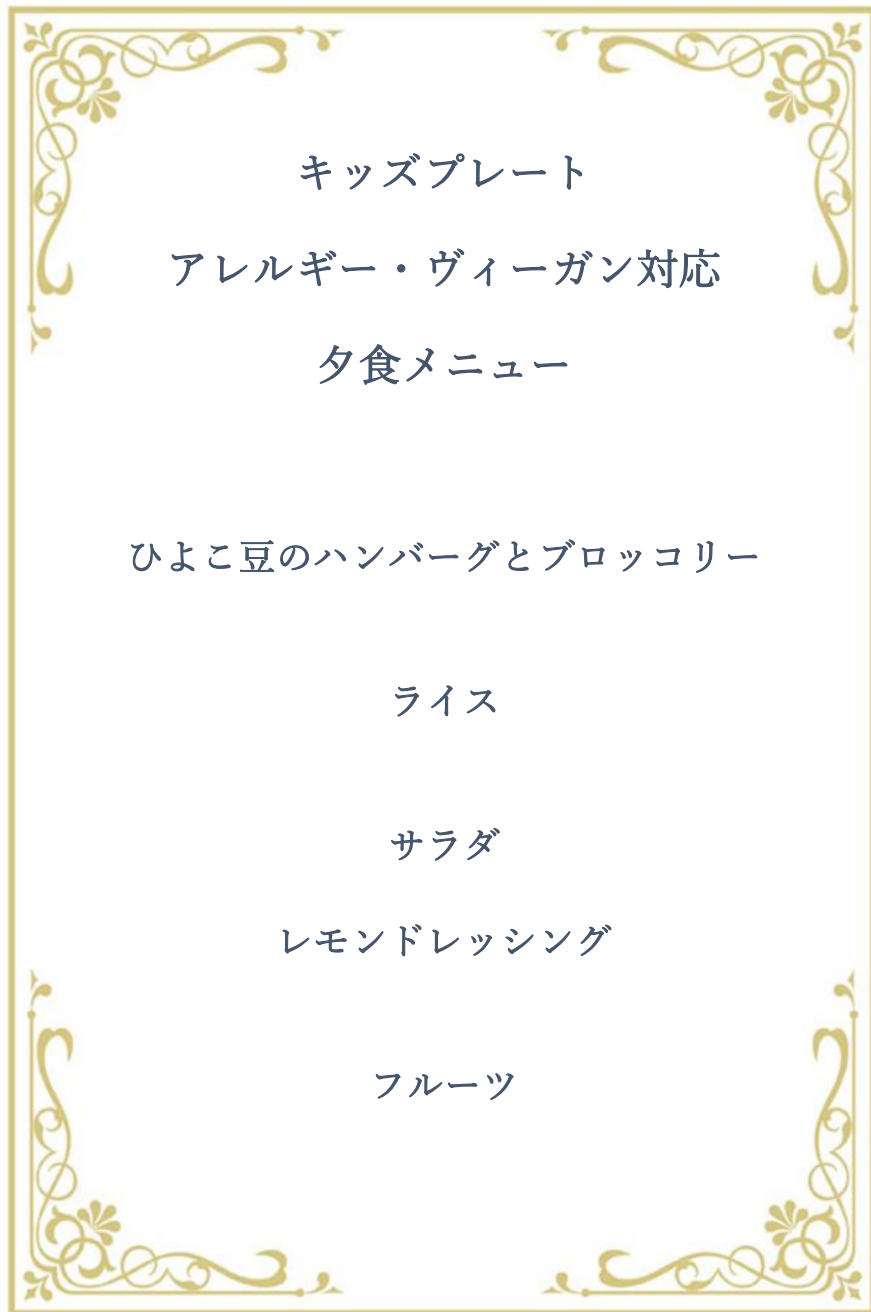 キッズプレート
アレルギー・ヴィーガン対応
夕食メニュー
ひよこ豆のハンバーグとブロッコリー
ライス
サラダ
レモンドレッシング
フルーツ